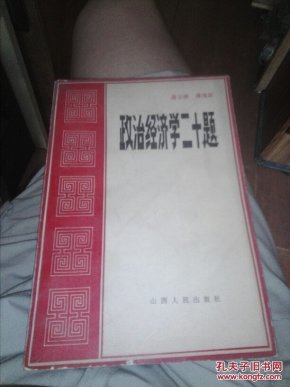 政治经济学二十题
山西人民出版社
孔夫子旧书网